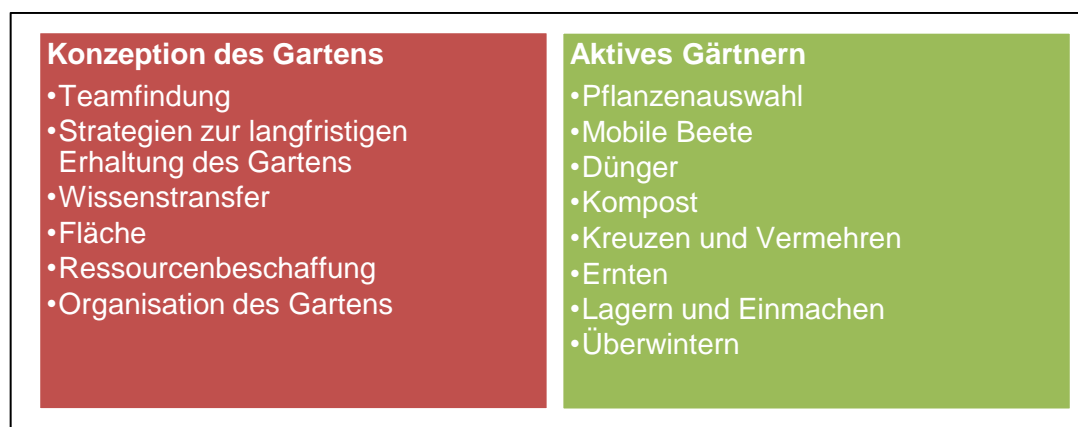 Konzeption des Gartens
•Teamfindung
•Strategien zur langfristigen
Erhaltung des Gartens
•Wissenstransfer
•Fläche
•Ressourcenbeschaffung
•Organisation des Gartens
Aktives Gärtnern
•Pflanzenauswahl
•Mobile Beete
•Dünger
•Kompost
•Kreuzen und Vermehren
•Ernten
•Lagern und Einmachen
•Überwintern